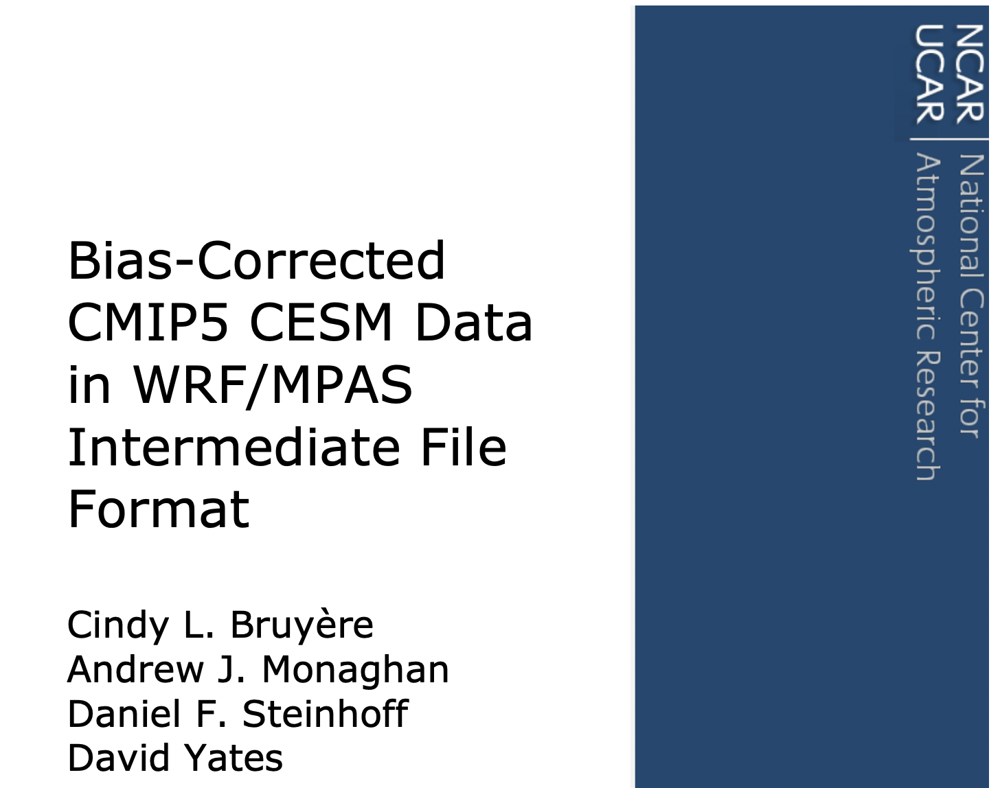 Bias-Corrected
CMIP5 CESM Data
in WRF/MPAS
Intermediate File
Format
Cindy L. Bruyère
Andrew J. Monaghan
Daniel F. Steinhoff
David Yates
NCAR National Center for
UCAR Atmospheric Research